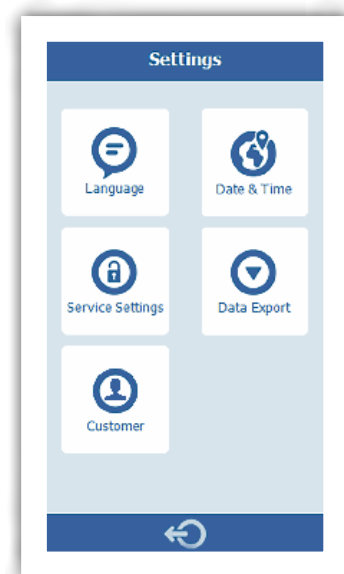 Settings
Language
Date & Time
Service Settings
Data Export
Customer